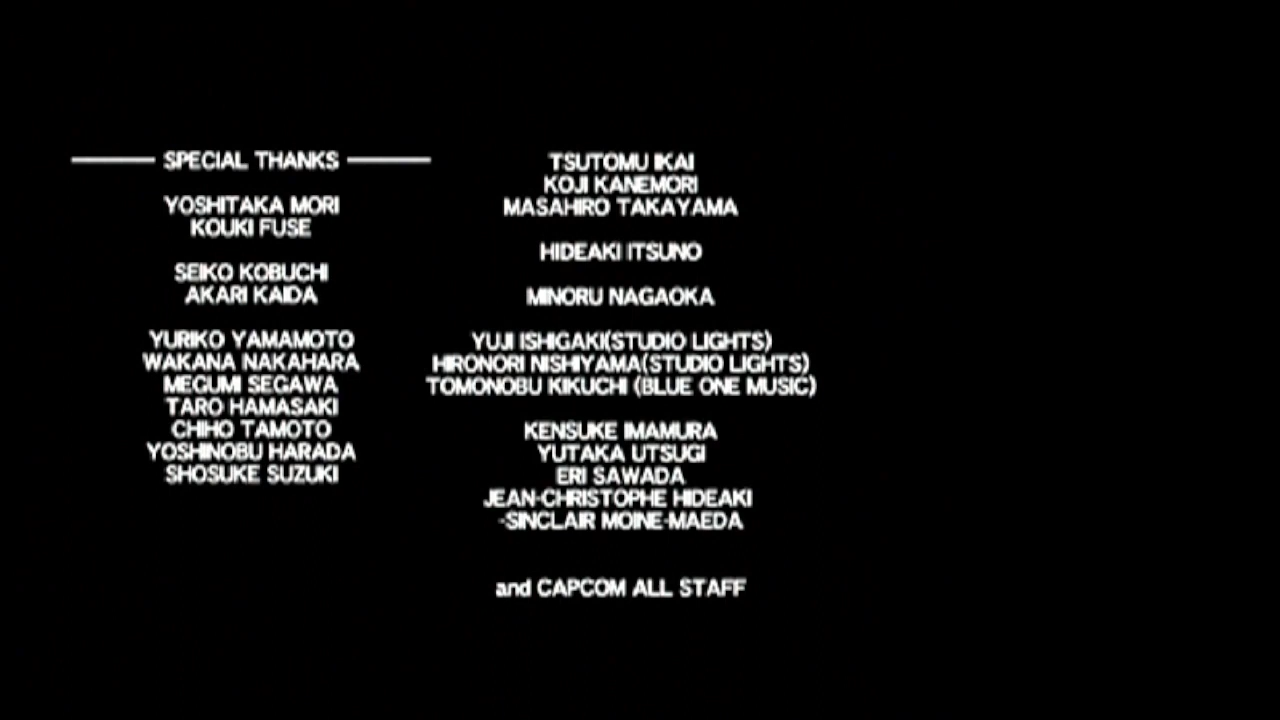 SPECIAL THANKS
YOSHITAKA MORI
KOUKI FUSE
SEIKO KOBUCHI
AKARI KAIDA
YURIKO YAMAMOTO
WAKANA NAKAHARA
MEGUMI SEGAWA
TARO HAMASAKI
CHIHO TAMOTO
YOSHINOBU HARADA
SHOSUKE SUZUKI
TSUTOMU IKAI
KOJI KANEMORI
MASAHIRO TAKAYAMA
HIDEAKI ITSUNO
MINORU NAGAOKA
YUJI ISHIGAKI(STUDIO LIGHTS)
HIRONORI NISHIYAMA(STUDIO LIGHTS)
TOMONOBU KIKUCHI (BLUE ONE MUSIC)
KENSUKE IMAMURA
YUTAKA UTSUGI
ERI SAWADA
JEAN-CHRISTOPHE HIDEAKI
-SINCLAIR MOINE-MAEDA
and CAPCOM ALL STAFF